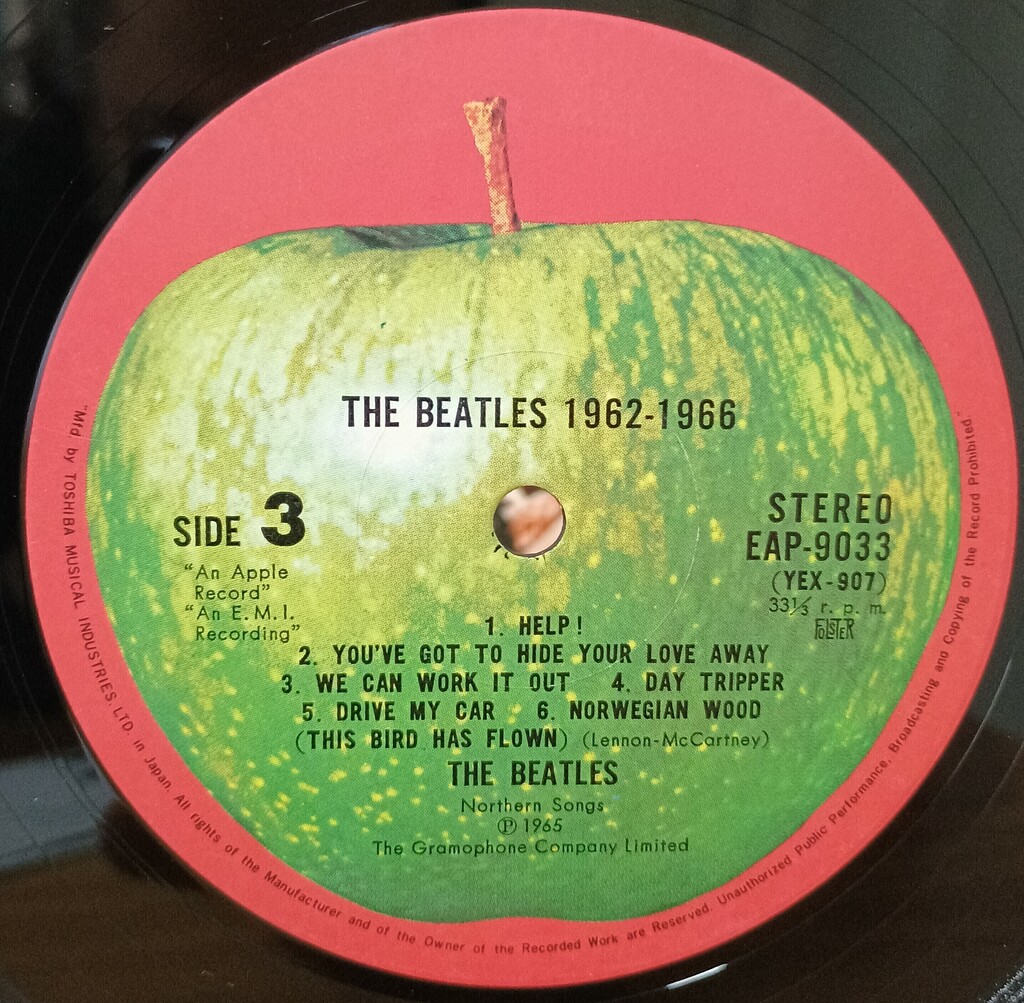 THE BEATLES 1962-1966
SIDE 3
"An Apple
Record"
"An E.M.I.
Recording"
STEREO
EAP-9033
(YEX-907)
33⅓ r. p. m.
FOLSTER
1. HELP!
2. YOU'VE GOT TO HIDE YOUR LOVE AWAY
3. WE CAN WORK IT OUT 4. DAY TRIPPER
5. DRIVE MY CAR 6. NORWEGIAN WOOD
(THIS BIRD HAS FLOWN) (Lennon-McCartney)
THE BEATLES
Northern Songs
Ⓟ 1965
The Gramophone Company Limited
"Mfd by TOSHIBA MUSICAL INDUSTRIES, LTD. in Japan. All rights of the Manufacturer and of the Owner of the Recorded Work are Reserved. Unauthorized Public Performance, Broadcasting and Copying of the Record Prohibited."